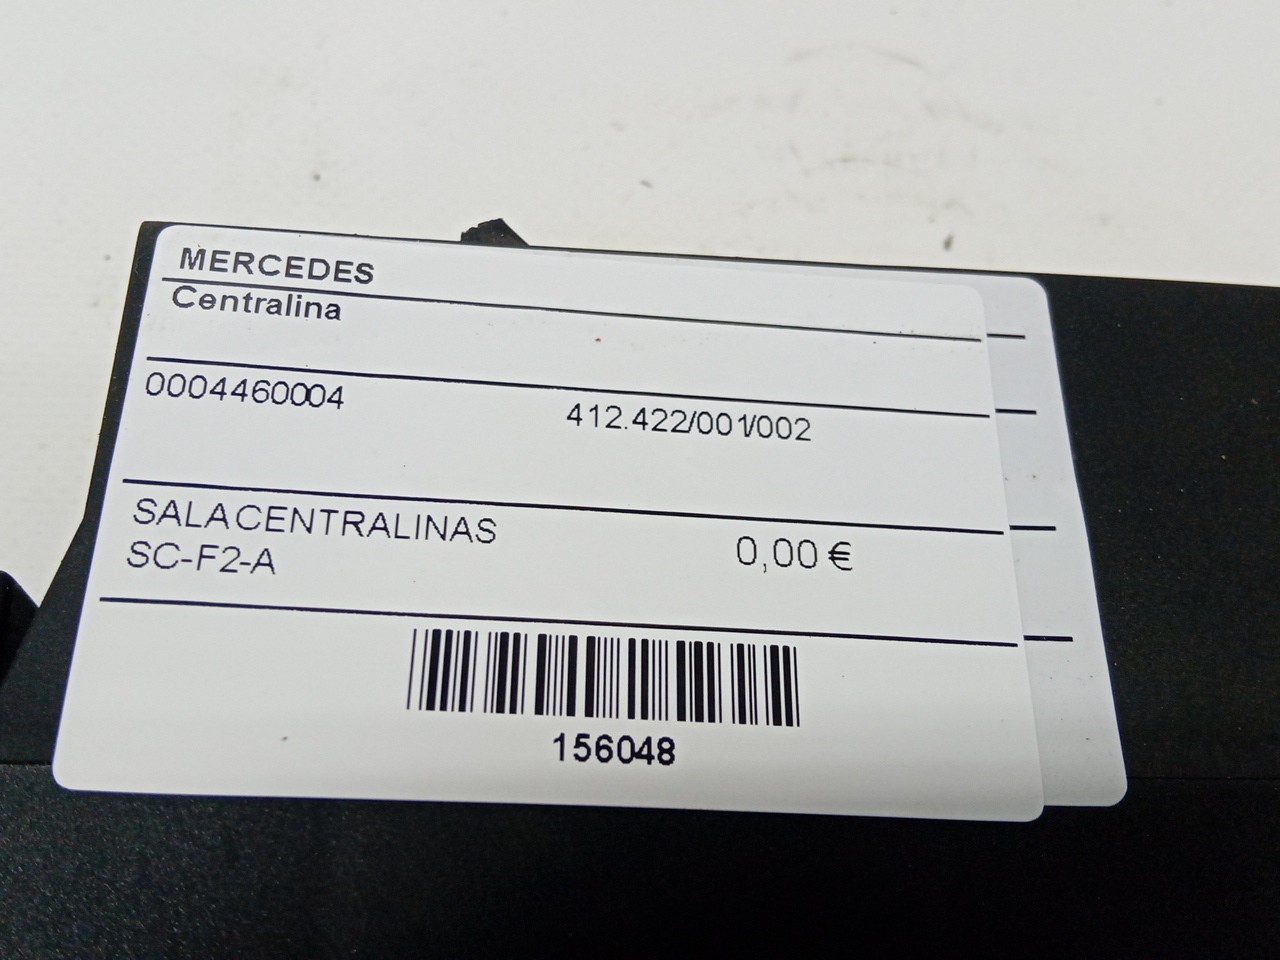 MERCEDES
Centralina
0004460004 412.422/001/002
SALACENTRALINAS
SC-F2-A 0,00 €
156048